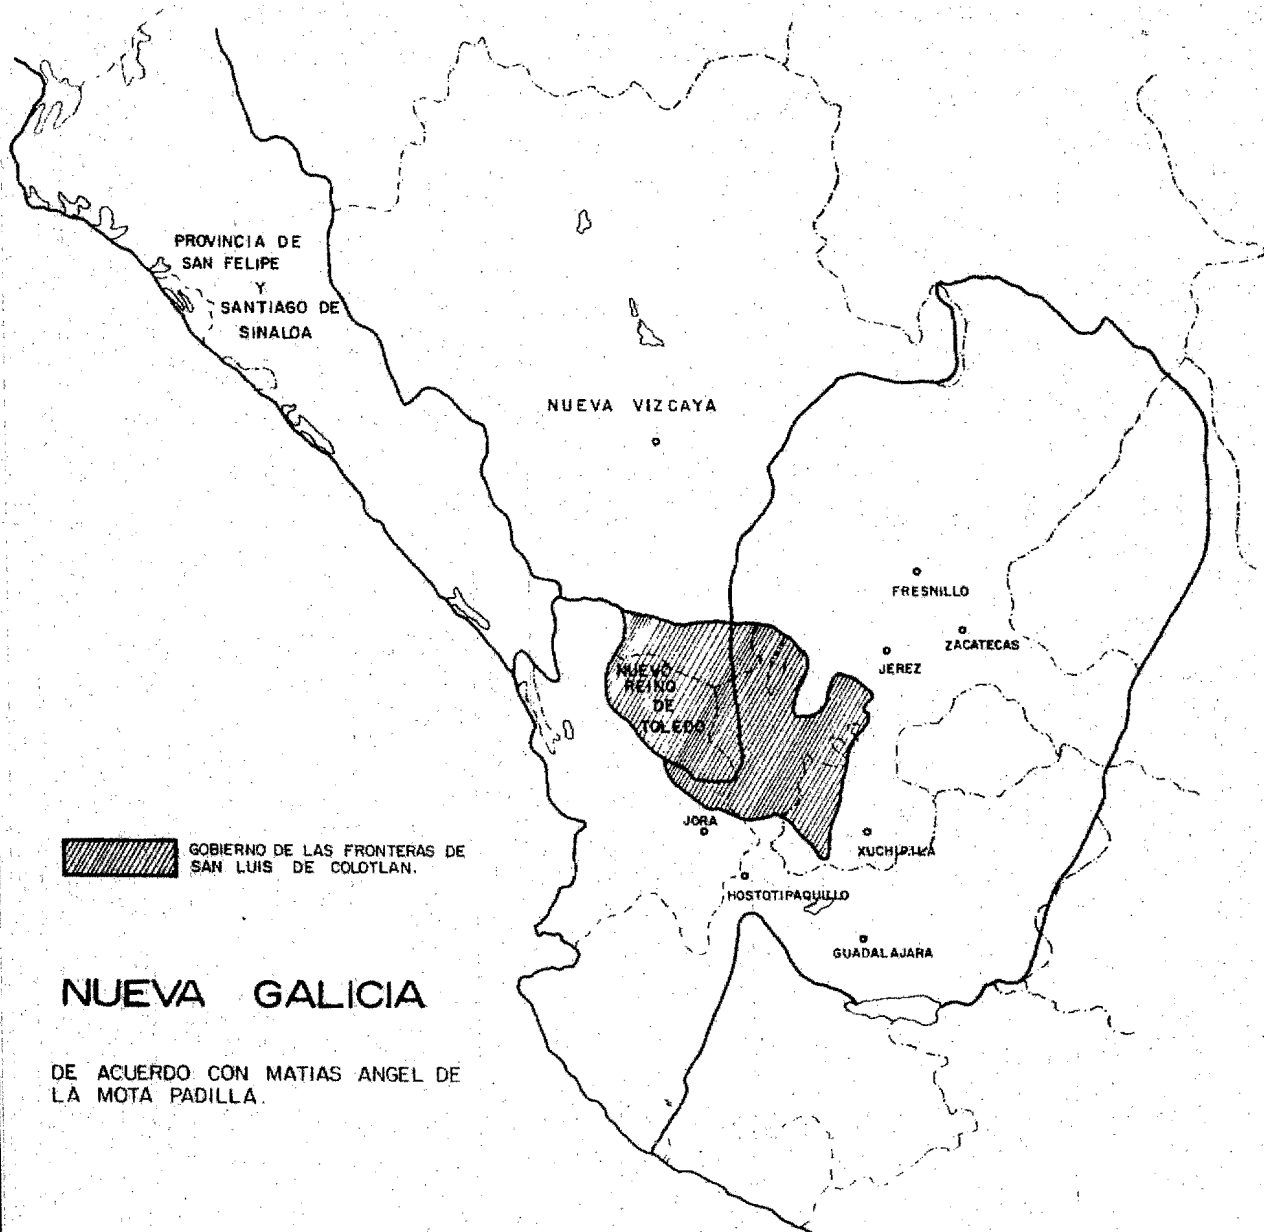 PROVINCIA DE
SAN FELIPE
Y
SANTIAGO DE
SINALOA
NUEVA VIZCAYA
FRESNILLO
ZACATECAS
JEREZ
NUEVO
REINO
DE
TOLEDO
JORA
XUCHIPILA
HOSTOTIPAQUILLO
GUADALAJARA
GOBIERNO DE LAS FRONTERAS DE
SAN LUIS DE COLOTLAN.
NUEVA GALICIA
DE ACUERDO CON MATIAS ANGEL DE
LA MOTA PADILLA.